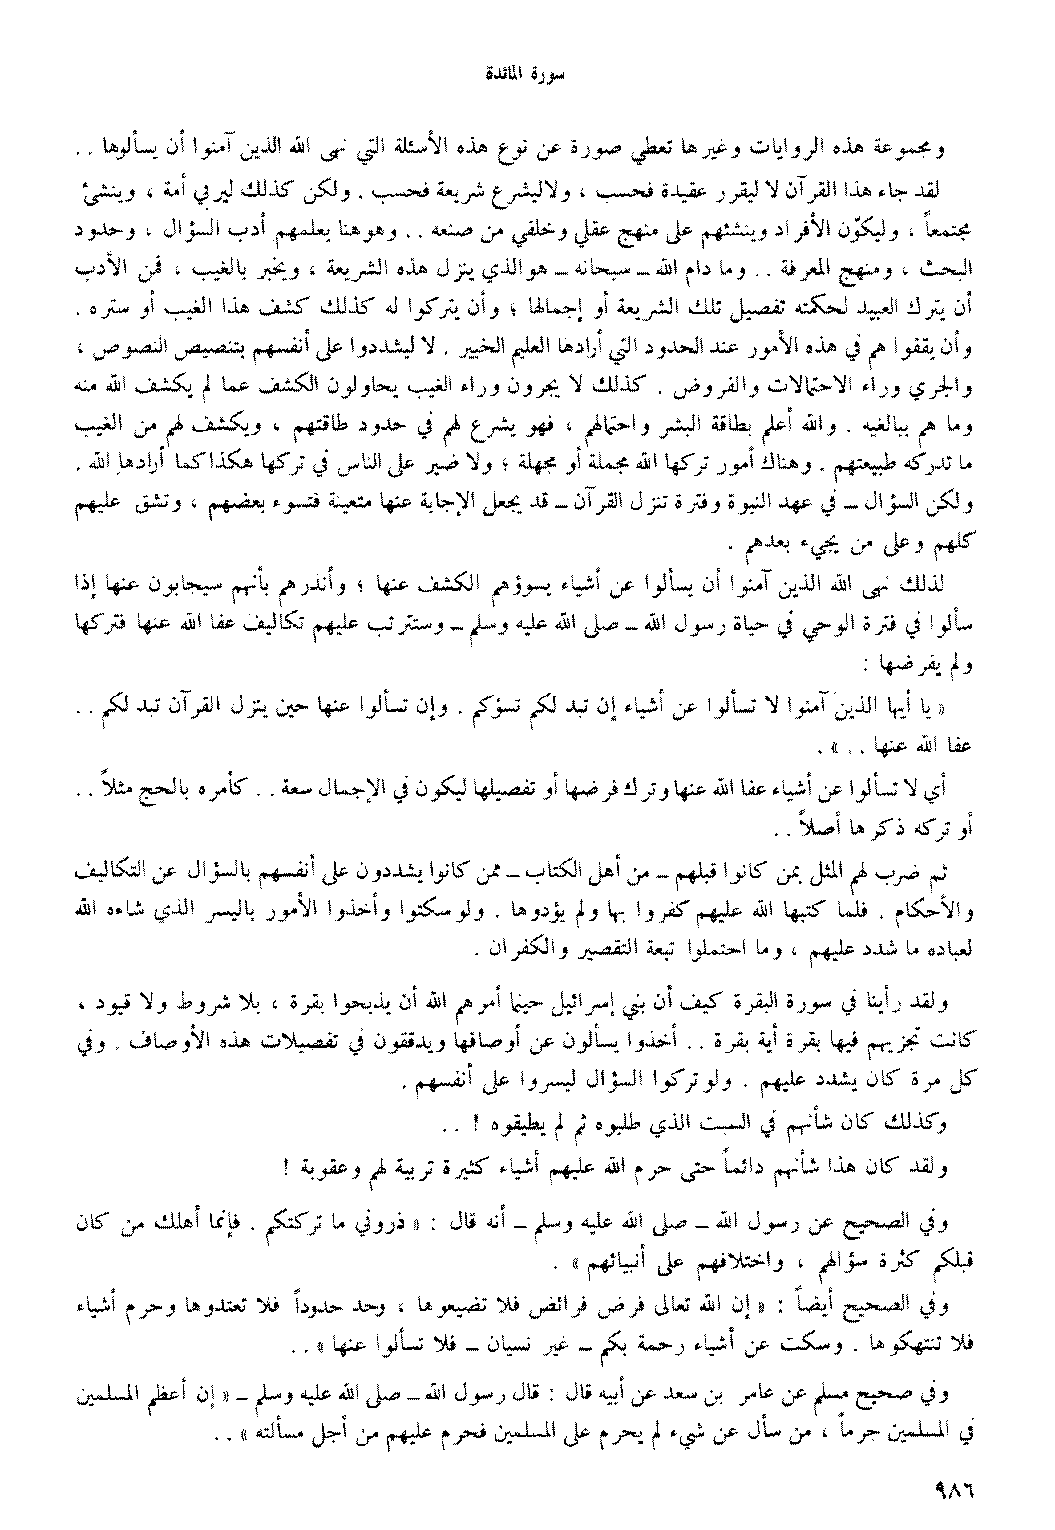 سورة المائدة
ومجموعة هذه الروايات وغيرها تعطي صورة عن نوع هذه الأسئلة التي نهى الله الذين آمنوا أن يسألوها . .
لقد جاء هذا القرآن لا ليقرر عقيدة فحسب ، ولاليشرع شريعة فحسب . ولكن كذلك ليربي أمة ، وينشئ
مجتمعاً ، وليكوّن الأفراد وينشئهم على منهج عقلي وخلقي من صنعه . . وهوهنا يعلمهم أدب السؤال ، وحدود
البحث ، ومنهج المعرفة . . وما دام الله – سبحانه – هوالذي ينزل هذه الشريعة ، ويخبر بالغيب ، فمن الأدب
أن يترك العبيد لحكمته تفصيل تلك الشريعة أو إجمالها ؛ وأن يتركوا له كذلك كشف هذا الغيب أو ستره .
وأن يقفوا هم في هذه الأمور عند الحدود التي أرادها العليم الخبير . لا ليشددوا على أنفسهم بتنصيص النصوص ،
والجري وراء الاحتمالات والفروض . كذلك لا يجرون وراء الغيب يحاولون الكشف عما لم يكشف الله منه
وما هم ببالغيه . والله أعلم بطاقة البشر واحتمالهم ، فهو يشرع لهم في حدود طاقتهم ، ويكشف لهم من الغيب
ما تدركه طبيعتهم . وهناك أمور تركها الله مجملة أو مجهلة ؛ ولا ضير على الناس في تركها هكذا كما أرادها الله .
ولكن السؤال – في عهد النبوة وفترة تنزل القرآن – قد يجعل الإجابة عنها متعينة فتسوء بعضهم ، وتشق عليهم
كلهم وعلى من يجيء بعدهم .
لذلك نهى الله الذين آمنوا أن يسألوا عن أشياء يسوؤهم الكشف عنها ؛ وأنذرهم بأنهم سيجابون عنها إذا
سألوا في فترة الوحي في حياة رسول الله – صلى الله عليه وسلم – وستترتب عليهم تكاليف عفا الله عنها فتركها
ولم يفرضها :
« يا أيها الذين آمنوا لا تسألوا عن أشياء إن تبد لكم تسؤكم . وإن تسألوا عنها حين ينزل القرآن تبد لكم . .
عفا الله عنها . . » .
أي لا تسألوا عن أشياء عفا الله عنها وترك فرضها أو تفصيلها ليكون في الإجمال سعة . . كأمره بالحج مثلاً . .
أو تركه ذكرها أصلاً . .
ثم ضرب لهم المثل بمن كانوا قبلهم – من أهل الكتاب – ممن كانوا يشددون على أنفسهم بالسؤال عن التكاليف
والأحكام . فلما كتبها الله عليهم كفروا بها ولم يؤدوها . ولو سكتوا وأخذوا الأمور باليسر الذي شاءه الله
لعباده ما شدد عليهم ، وما احتملوا تبعة التقصير والكفران .
ولقد رأينا في سورة البقرة كيف أن بني إسرائيل حينما أمرهم الله أن يذبحوا بقرة ، بلا شروط ولا قيود ،
كانت تجزيهم فيها بقرة أية بقرة . . أخذوا يسألون عن أوصافها ويدققون في تفصيلات هذه الأوصاف . وفي
كل مرة كان يشدد عليهم . ولو تركوا السؤال ليسروا على أنفسهم .
وكذلك كان شأنهم في السبت الذي طلبوه ثم لم يطيقوه ! . .
ولقد كان هذا شأنهم دائماً حتى حرم الله عليهم أشياء كثيرة تربية لهم وعقوبة !
وفي الصحيح عن رسول الله – صلى الله عليه وسلم – أنه قال : « ذروني ما تركتكم . فإنما أهلك من كان
قبلكم كثرة سؤالهم ، واختلافهم على أنبيائهم » .
وفي الصحيح أيضاً : « إن الله تعالى فرض فرائض فلا تضيعوها ، وحد حدوداً فلا تعتدوها وحرم أشياء
فلا تنتهكوها . وسكت عن أشياء رحمة بكم – غير نسيان – فلا تسألوا عنها » . .
وفي صحيح مسلم عن عامر بن سعد عن أبيه قال : قال رسول الله – صلى الله عليه وسلم – « إن أعظم المسلمين
في المسلمين جرماً ، من سأل عن شيء لم يحرم على المسلمين فحرم عليهم من أجل مسألته » . .
٩٨٦